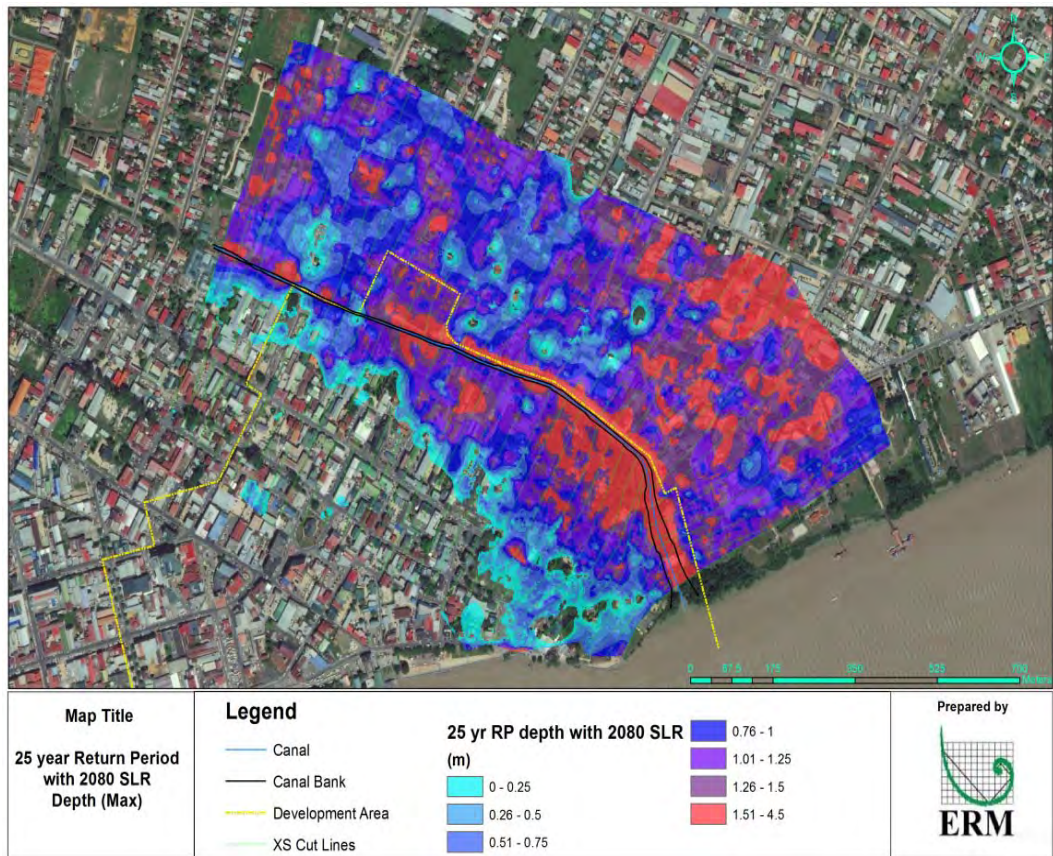 N
W
E
S
0
87.5
175
350
525
700
Meters
Map Title
25 year Return Period
with 2080 SLR
Depth (Max)
Legend
Canal
Canal Bank
Development Area
XS Cut Lines
25 yr RP depth with 2080 SLR
(m)
0 - 0.25
0.26 - 0.5
0.51 - 0.75
0.76 - 1
1.01 - 1.25
1.26 - 1.5
1.51 - 4.5
Prepared by
ERM